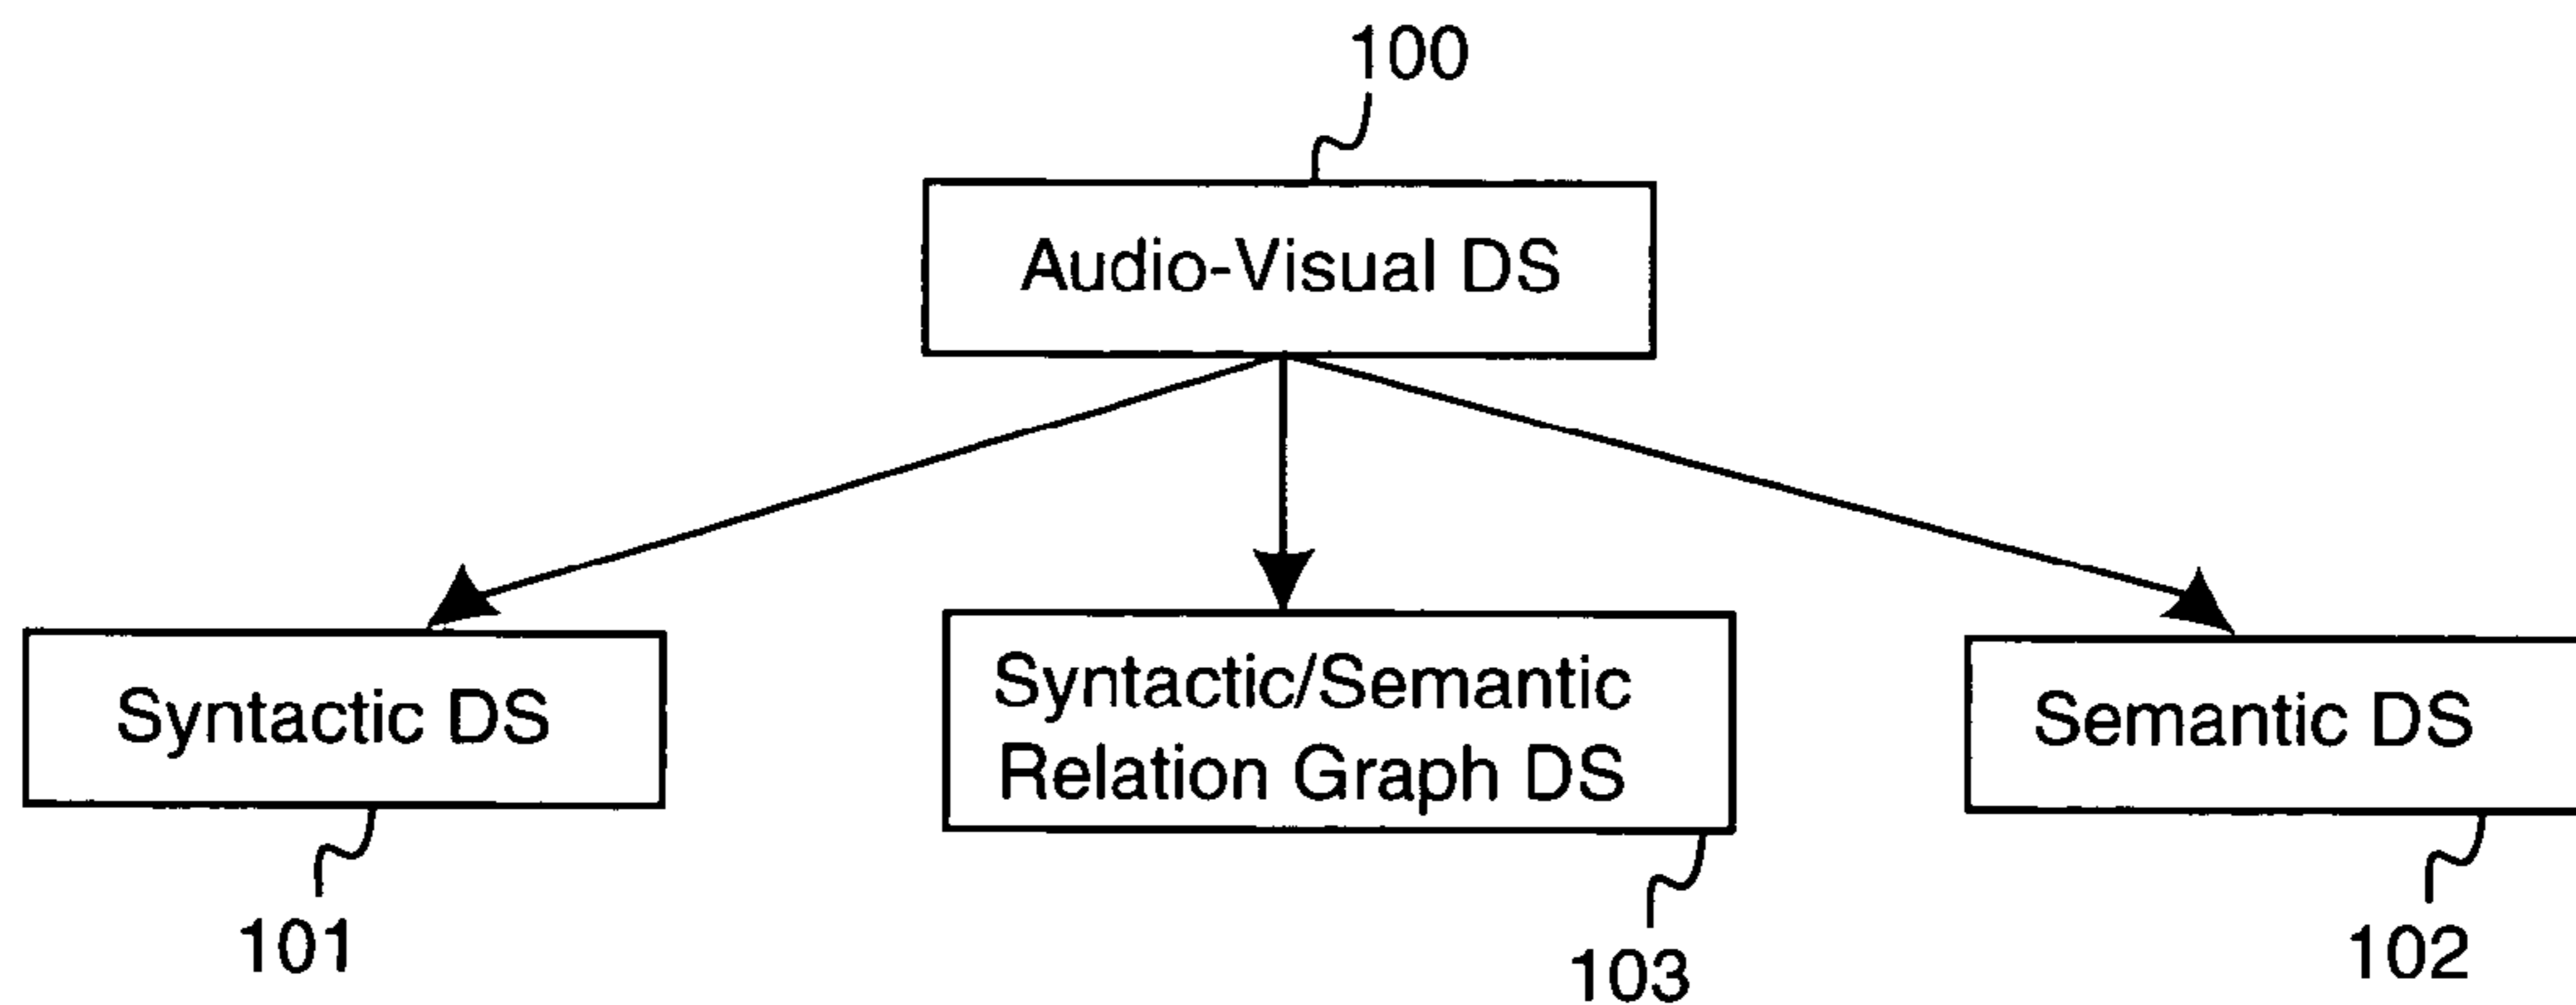 100
Audio-Visual DS
Syntactic DS
Syntactic/Semantic
Relation Graph DS
Semantic DS
101
103
102